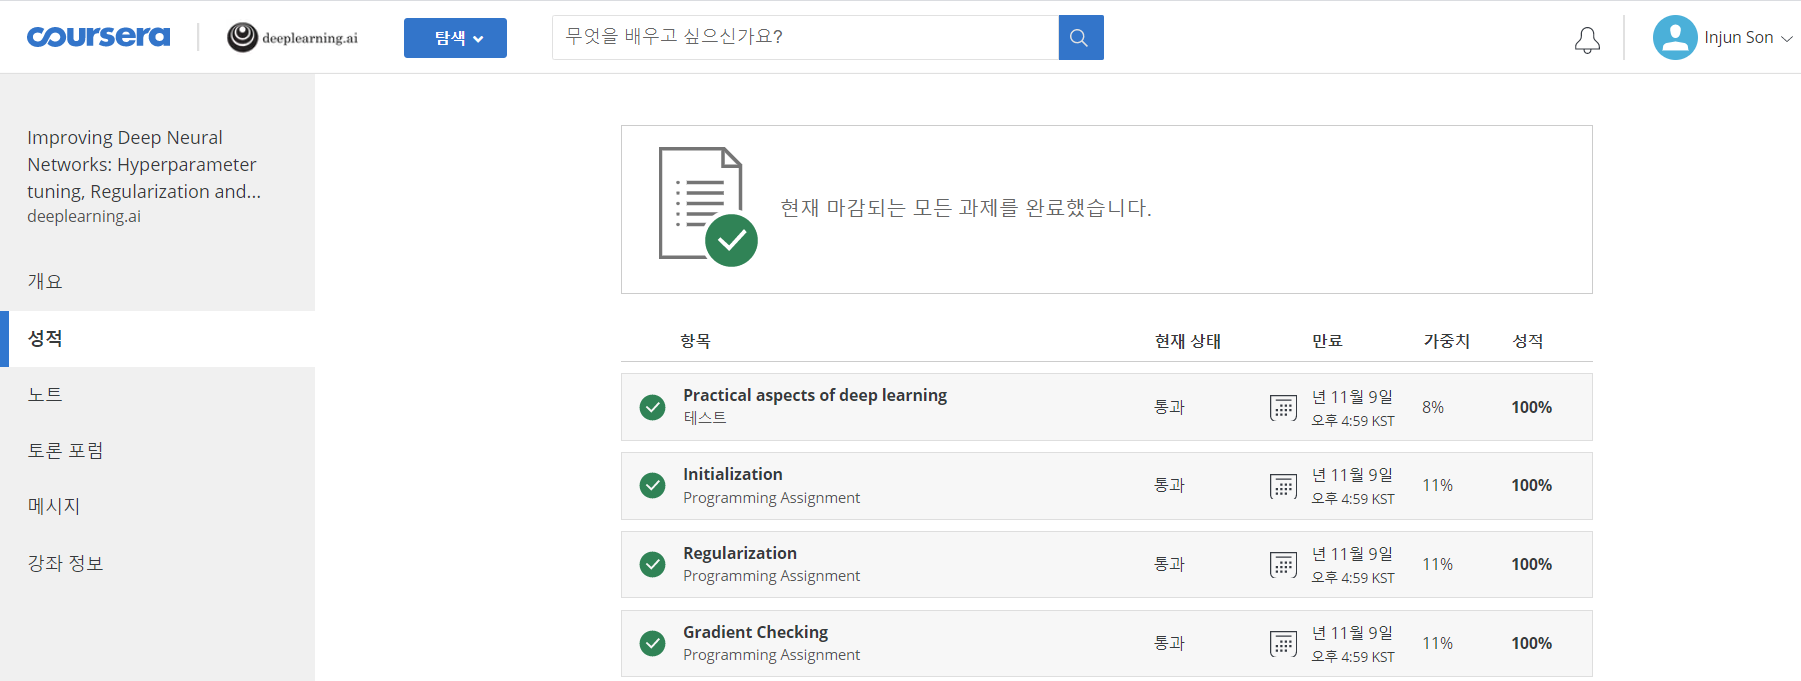 coursera
deeplearning.ai
탐색
무엇을 배우고 싶으신가요?
Injun Son
Improving Deep Neural
Networks: Hyperparameter
tuning, Regularization and...
deeplearning.ai
개요
성적
노트
토론 포럼
메시지
강좌 정보
현재 마감되는 모든 과제를 완료했습니다.
항목 현재 상태 만료 가중치 성적
Practical aspects of deep learning
테스트
통과
년 11월 9일
오후 4:59 KST
8%
100%
Initialization
Programming Assignment
통과
년 11월 9일
오후 4:59 KST
11%
100%
Regularization
Programming Assignment
통과
년 11월 9일
오후 4:59 KST
11%
100%
Gradient Checking
Programming Assignment
통과
년 11월 9일
오후 4:59 KST
11%
100%